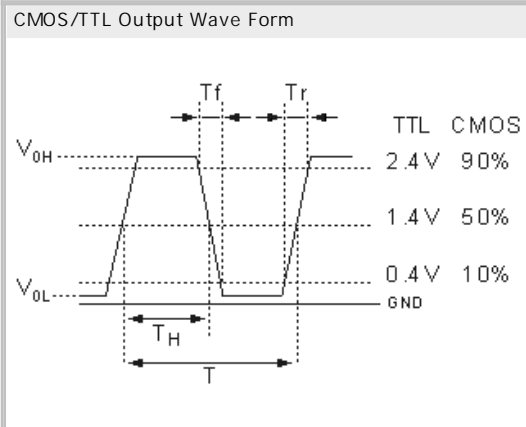 CMOS/TTL Output Wave Form
Tf Tr
TTL CMOS
V0H 2.4V 90%
1.4V 50%
0.4V 10%
V0L GND
TH
T